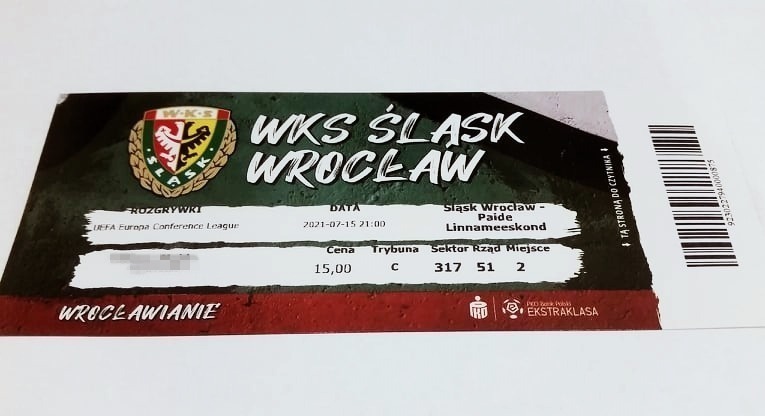 W·K·S
ŚLĄSK
WKS ŚLĄSK
WROCŁAW
ROZGRYWKI
DATA
Śląsk Wrocław -
Paide
Linnameeskond
UEFA Europa Conference League
2021-07-15 21:00
Cena Trybuna Sektor Rząd Miejsce
15,00 C 317 51 2
WROCŁAWIANIE
PKO Bank Polski
EKSTRAKLASA
TĄ STRONĄ DO CZYTNIKA